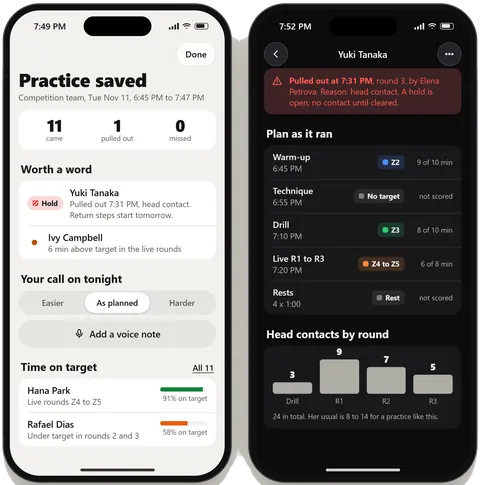 7:49 PM
Done
Practice saved
Competition team, Tue Nov 11, 6:45 PM to 7:47 PM
11
came
1
pulled out
0
missed
Worth a word
Hold
Yuki Tanaka
Pulled out 7:31 PM, head contact.
Return steps start tomorrow.
Ivy Campbell
6 min above target in the live rounds
Your call on tonight
Easier
As planned
Harder
Add a voice note
Time on target
All 11
Hana Park
Live rounds Z4 to Z5
91% on target
Rafael Dias
Under target in rounds 2 and 3
58% on target
7:52 PM
Yuki Tanaka
Pulled out at 7:31 PM, round 3, by Elena
Petrova. Reason: head contact. A hold is
open; no contact until cleared.
Plan as it ran
Warm-up
6:45 PM
Z2
9 of 10 min
Technique
6:55 PM
No target
not scored
Drill
7:10 PM
Z3
8 of 10 min
Live R1 to R3
7:20 PM
Z4 to Z5
6 of 8 min
Rests
4 x 1:00
Rest
not scored
Head contacts by round
3
9
7
5
Drill
R1
R2
R3
24 in total. Her usual is 8 to 14 for a practice like this.